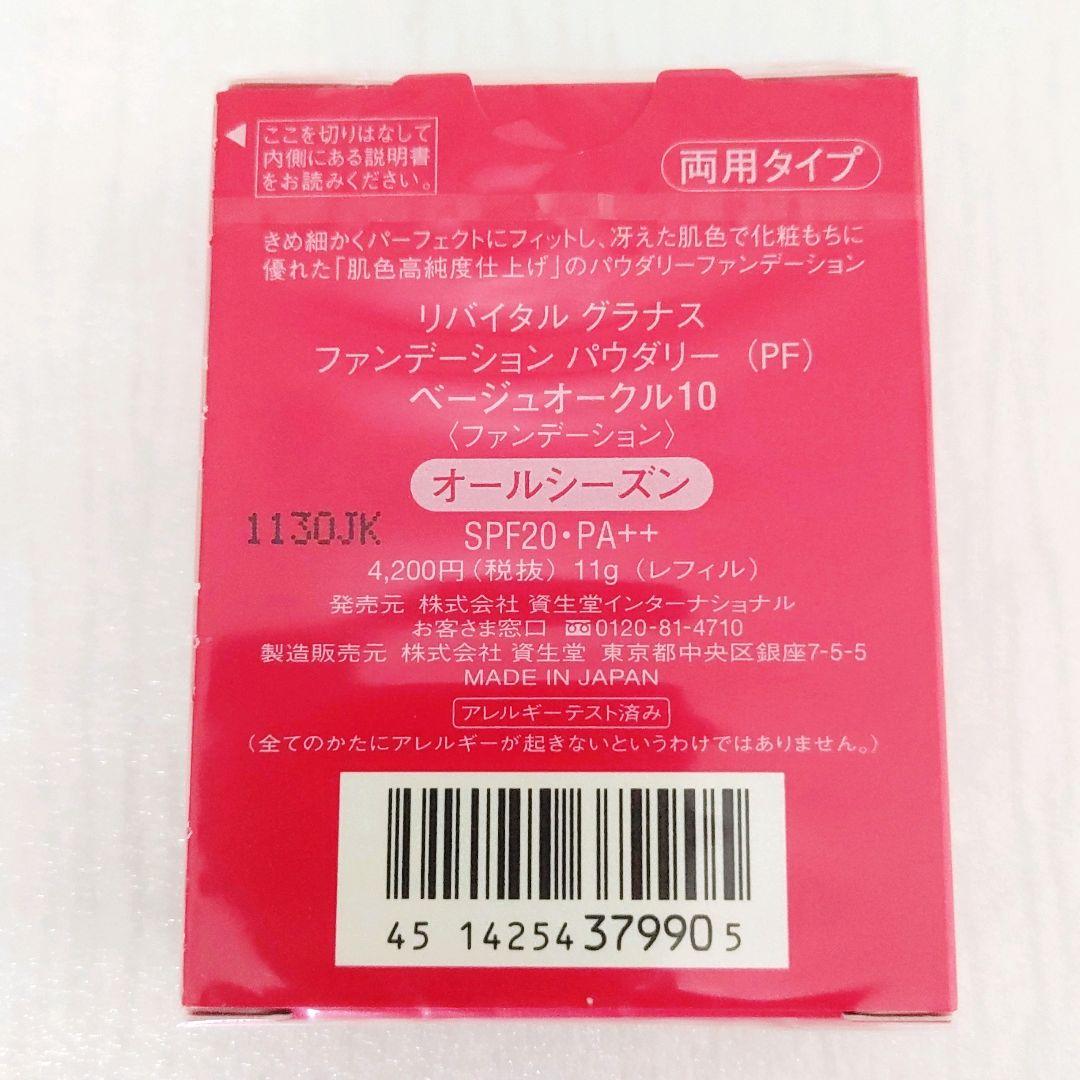 ここを切りはなして
内側にある説明書
をお読みください。
両用タイプ
きめ細かくパーフェクトにフィットし、冴えた肌色で化粧もちに
優れた「肌色高純度仕上げ」のパウダリーファンデーション
リバイタル グラナス
ファンデーション パウダリー (PF)
ベージュオークル10
〈ファンデーション〉
オールシーズン
1130JK
SPF20・PA++
4,200円(税抜) 11g (レフィル)
発売元 株式会社 資生堂インターナショナル
お客さま窓口 0120-81-4710
製造販売元 株式会社 資生堂 東京都中央区銀座7-5-5
MADE IN JAPAN
アレルギーテスト済み
(全てのかたにアレルギーが起きないというわけではありません。)
45 14254 37990 5